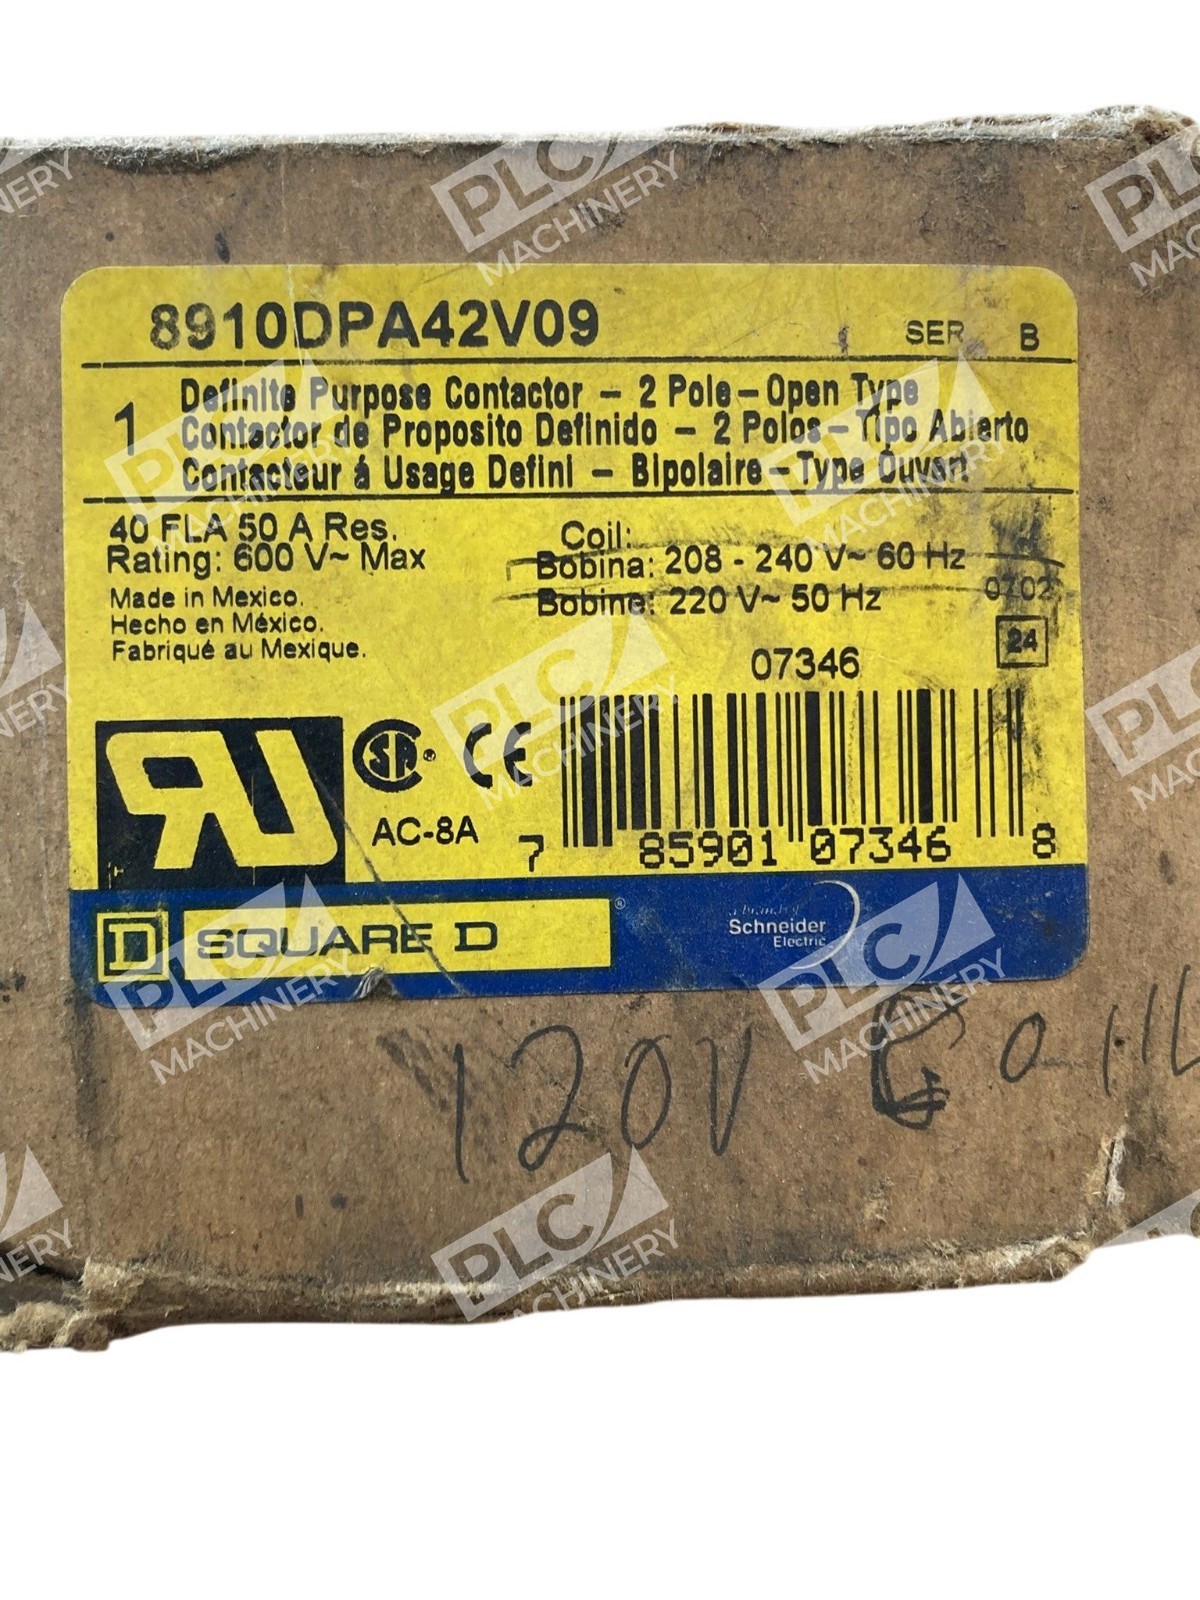 8910DPA42V09 SER B
1
Definite Purpose Contactor - 2 Pole - Open Type
Contactor de Proposito Definido - 2 Polos - Tipo Abierto
Contacteur á Usage Defini - Bipolaire - Type Ouvert
40 FLA 50 A Res.
Rating: 600 V~ Max
Made in Mexico.
Hecho en México.
Fabriqué au Mexique.
Coil:
Bobina: 208 - 240 V~ 60 Hz
Bobine: 220 V~ 50 Hz
0702
24
07346
CE
AC-8A
7 85901 07346 8
D SQUARE D ®
Schneider
Electric
120V Coil
PLC MACHINERY